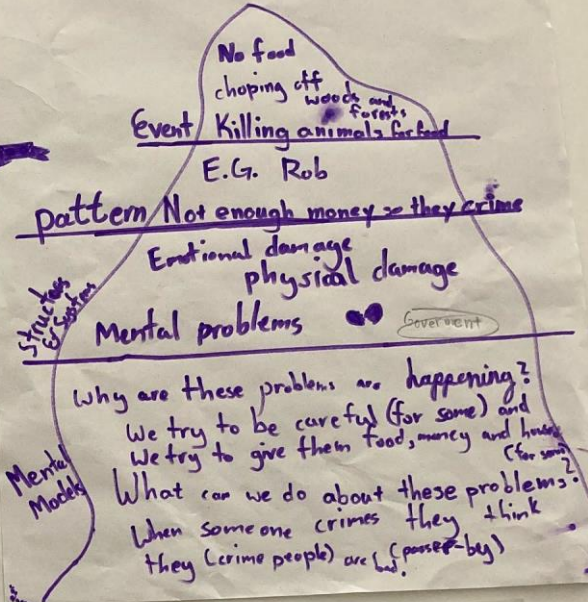 No food
choping off
woods and
forests
Event Killing animals for food
E.G. Rob
pattern Not enough money so they crime
Emotional damage
physical damage
Structures & Systems
Mental problems
Goverment
Why are these problems are happening?
We try to be careful (for some) and
We try to give them food, money and
(for some)
Mental
Models
What can we do about these problems?
When someone crimes they think
they (crime people) are bad. (passer-by)